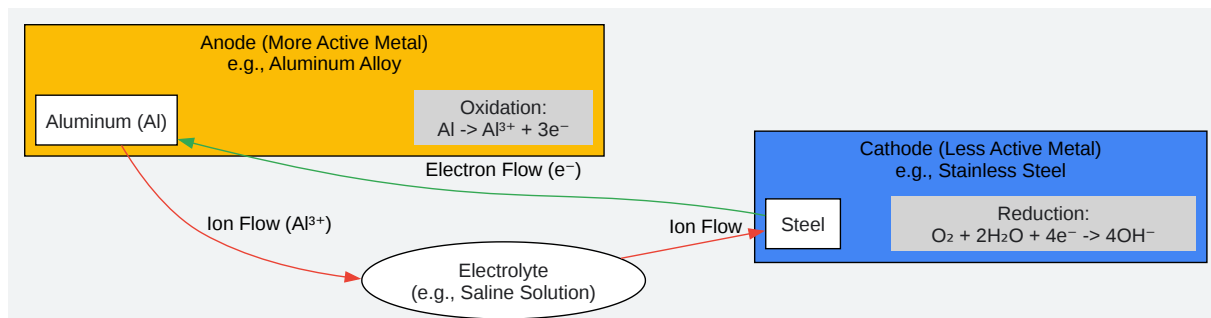 Anode (More Active Metal)
e.g., Aluminum Alloy
Aluminum (Al)
Oxidation:
Al -> Al³⁺ + 3e⁻
Electron Flow (e⁻)
Cathode (Less Active Metal)
e.g., Stainless Steel
Steel
Reduction:
O₂ + 2H₂O + 4e⁻ -> 4OH⁻
Ion Flow (Al³⁺)
Ion Flow
Electrolyte
(e.g., Saline Solution)